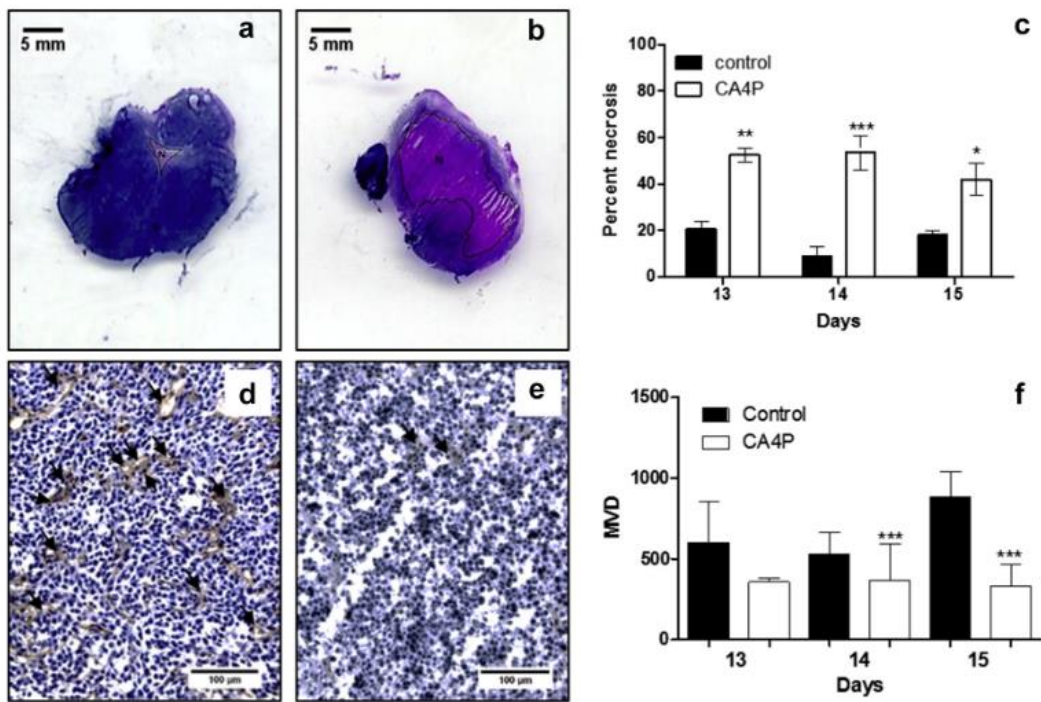 5 mm
a
5 mm
b
N
c
100
80
60
40
20
0
Percent necrosis
control
CA4P
**
***
*
13 14 15
Days
d
100 µm
e
100 µm
f
1500
1000
500
0
MVD
Control
CA4P
***
***
13 14 15
Days